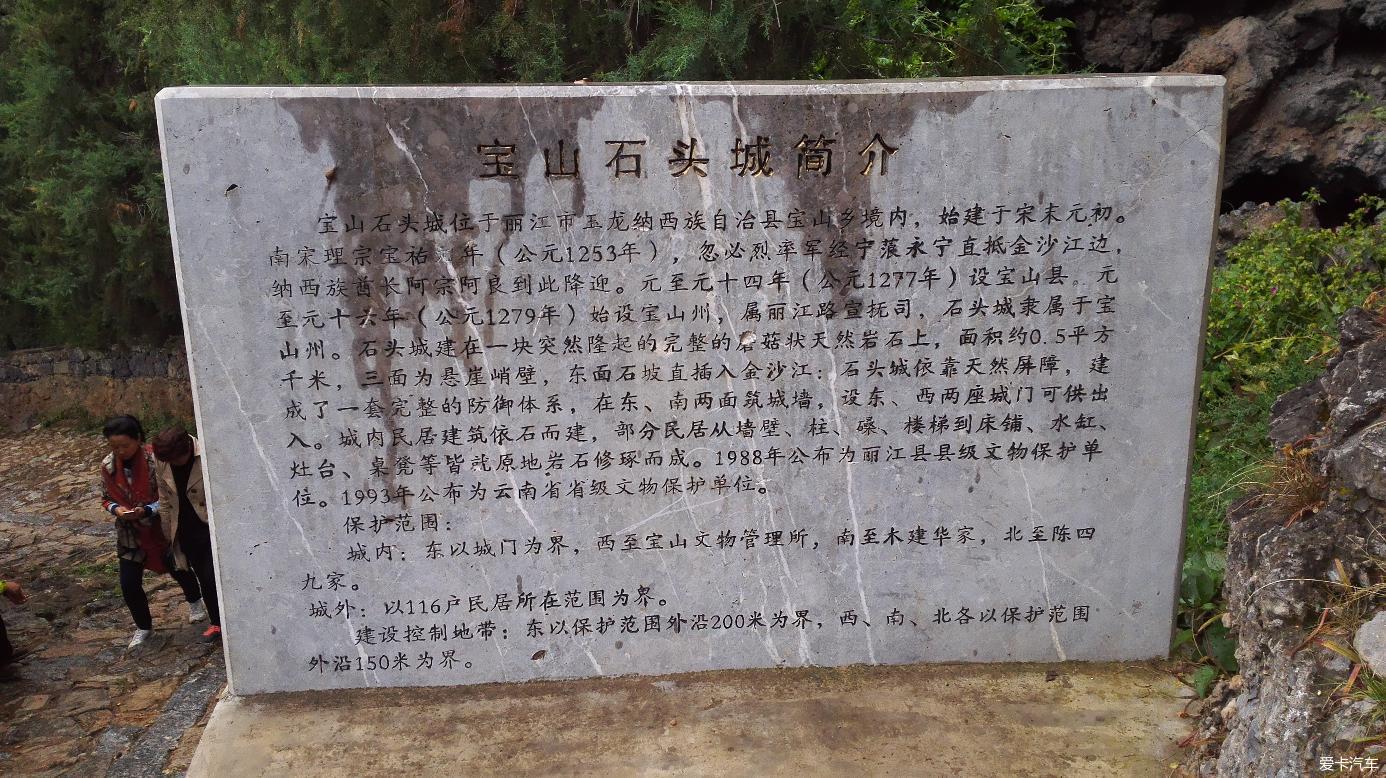 宝山石头城简介
宝山石头城位于丽江市玉龙纳西族自治县宝山乡境内，始建于宋末元初。
南宋理宗宝祐元年（公元1253年），忽必烈率军经宁蒗永宁直抵金沙江边，
纳西族酋长阿宗阿良到此降迎。元至元十四年（公元1277年）设宝山县。元
至元十六年（公元1279年）始设宝山州，属丽江路宣抚司，石头城隶属于宝
山州。石头城建在一块突然隆起的完整的蘑菇状天然岩石上，面积约0.5平方
千米，三面为悬崖峭壁，东面石坡直插入金沙江；石头城依靠天然屏障，建
成了一套完整的防御体系，在东、南两面筑城墙，设东、西两座城门可供出
入。城内民居建筑依石而建，部分民居从墙壁、柱、磉、楼梯到床铺、水缸、
灶台、桌凳等皆就原地岩石修琢而成。1988年公布为丽江县县级文物保护单
位。1993年公布为云南省省级文物保护单位。
保护范围：
城内：东以城门为界，西至宝山文物管理所，南至木建华家，北至陈四
九家。
城外：以116户民居所在范围为界。
建设控制地带：东以保护范围外沿200米为界，西、南、北各以保护范围
外沿150米为界。
爱卡汽车